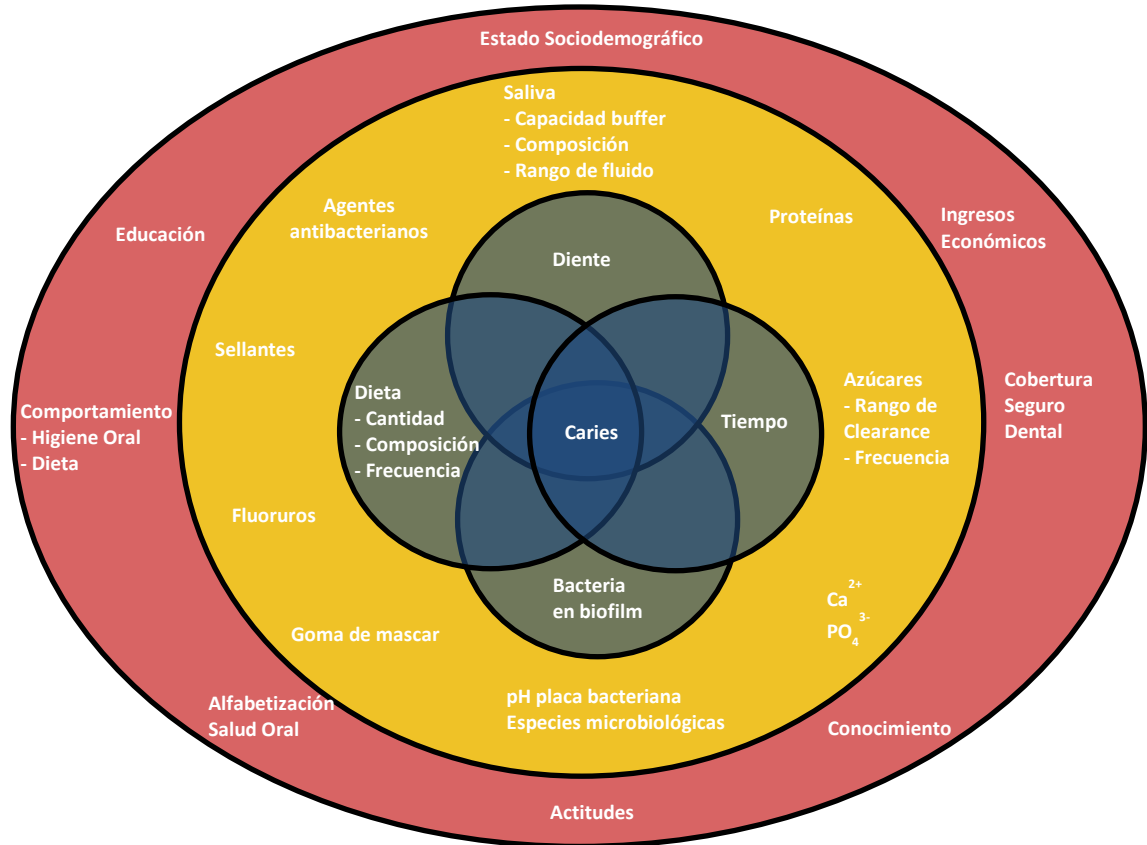 Estado Sociodemográfico
Saliva
- Capacidad buffer
- Composición
- Rango de fluido
Agentes
antibacterianos
Proteínas
Educación
Ingresos
Económicos
Diente
Sellantes
Dieta
- Cantidad
- Composición
- Frecuencia
Caries
Tiempo
Azúcares
- Rango de
Clearance
- Frecuencia
Cobertura
Seguro
Dental
Comportamiento
- Higiene Oral
- Dieta
Fluoruros
Bacteria
en biofilm
Ca²⁺
PO₄³⁻
Goma de mascar
pH placa bacteriana
Especies microbiológicas
Alfabetización
Salud Oral
Conocimiento
Actitudes